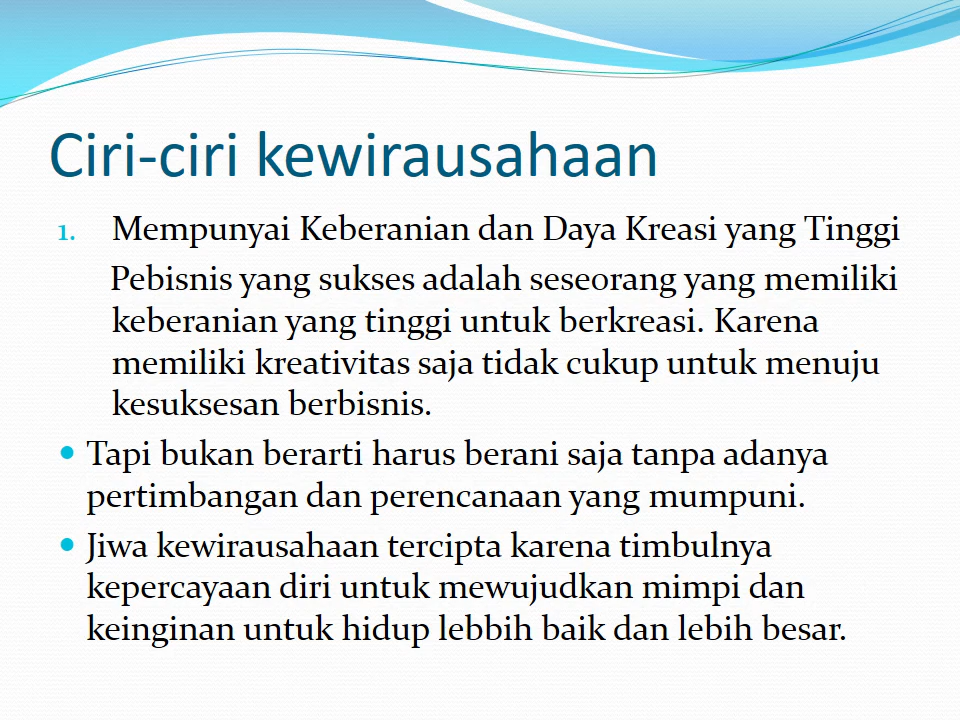 Ciri-ciri kewirausahaan
1. Mempunyai Keberanian dan Daya Kreasi yang Tinggi
Pebisnis yang sukses adalah seseorang yang memiliki
keberanian yang tinggi untuk berkreasi. Karena
memiliki kreativitas saja tidak cukup untuk menuju
kesuksesan berbisnis.
• Tapi bukan berarti harus berani saja tanpa adanya
pertimbangan dan perencanaan yang mumpuni.
• Jiwa kewirausahaan tercipta karena timbulnya
kepercayaan diri untuk mewujudkan mimpi dan
keinginan untuk hidup lebbih baik dan lebih besar.